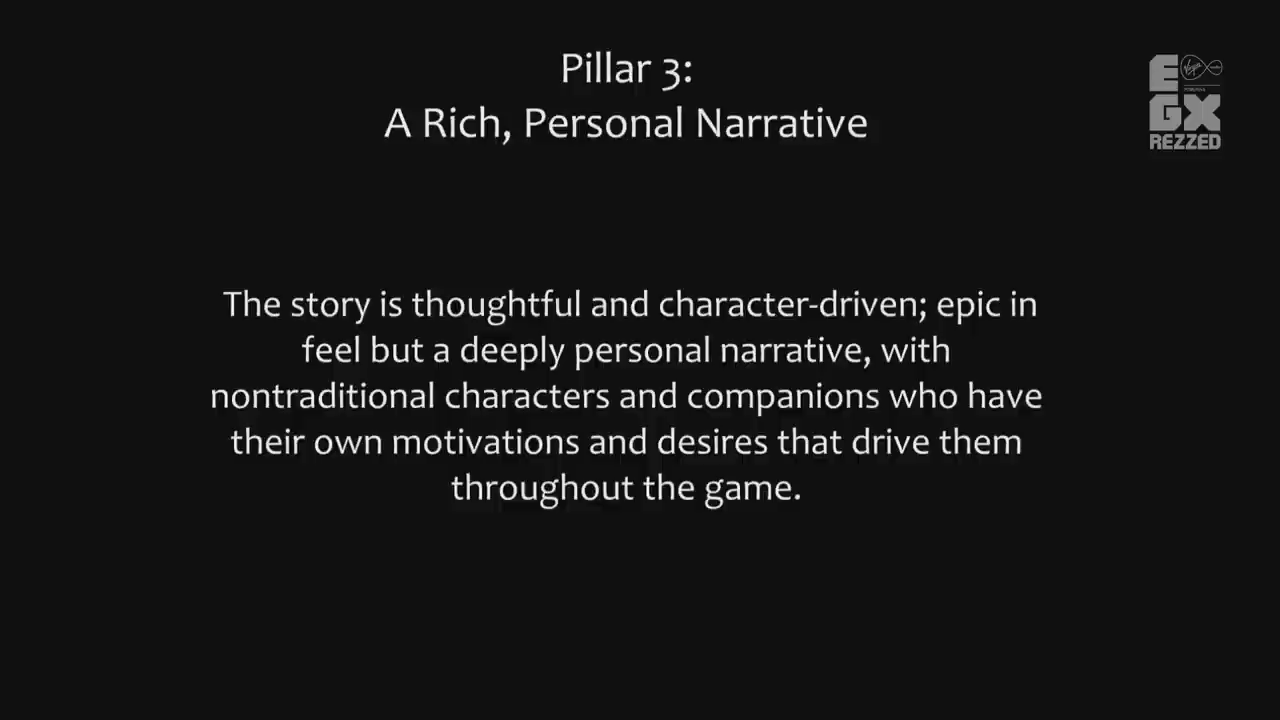 Pillar 3:
A Rich, Personal Narrative
E
Virgin media
GX
REZZED
The story is thoughtful and character-driven; epic in
feel but a deeply personal narrative, with
nontraditional characters and companions who have
their own motivations and desires that drive them
throughout the game.